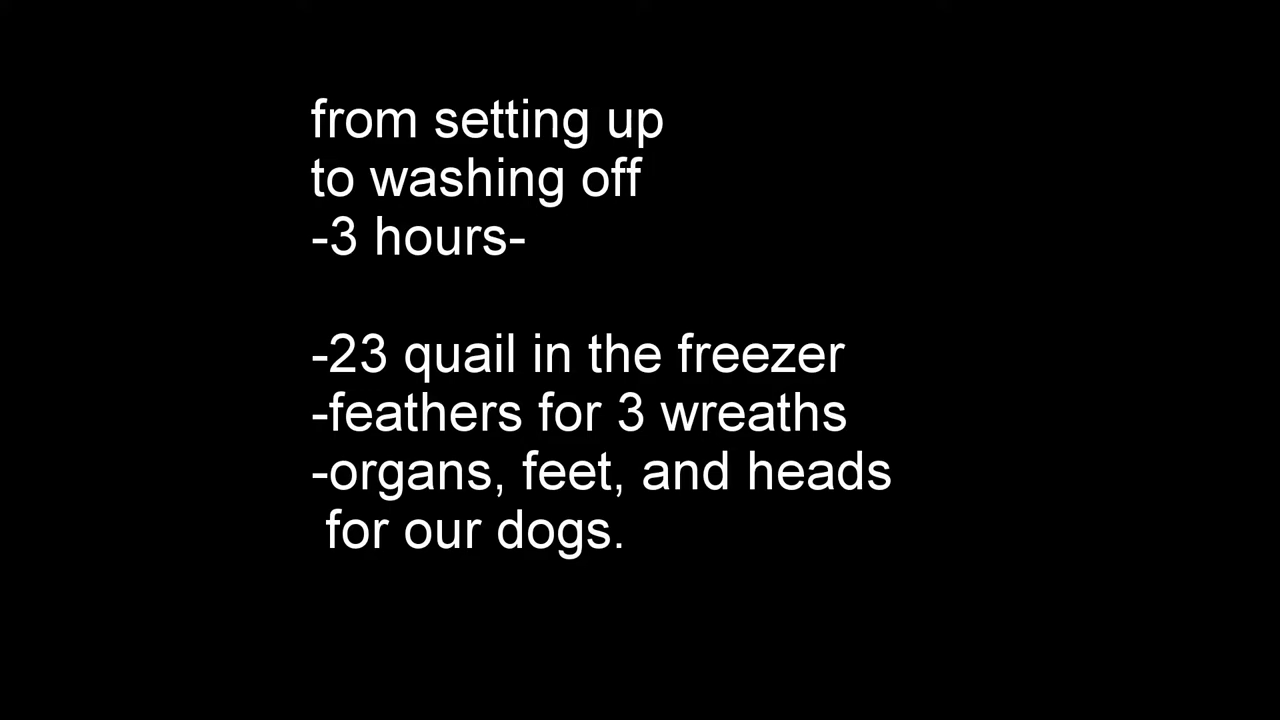 from setting up
to washing off
-3 hours-
-23 quail in the freezer
-feathers for 3 wreaths
-organs, feet, and heads
for our dogs.